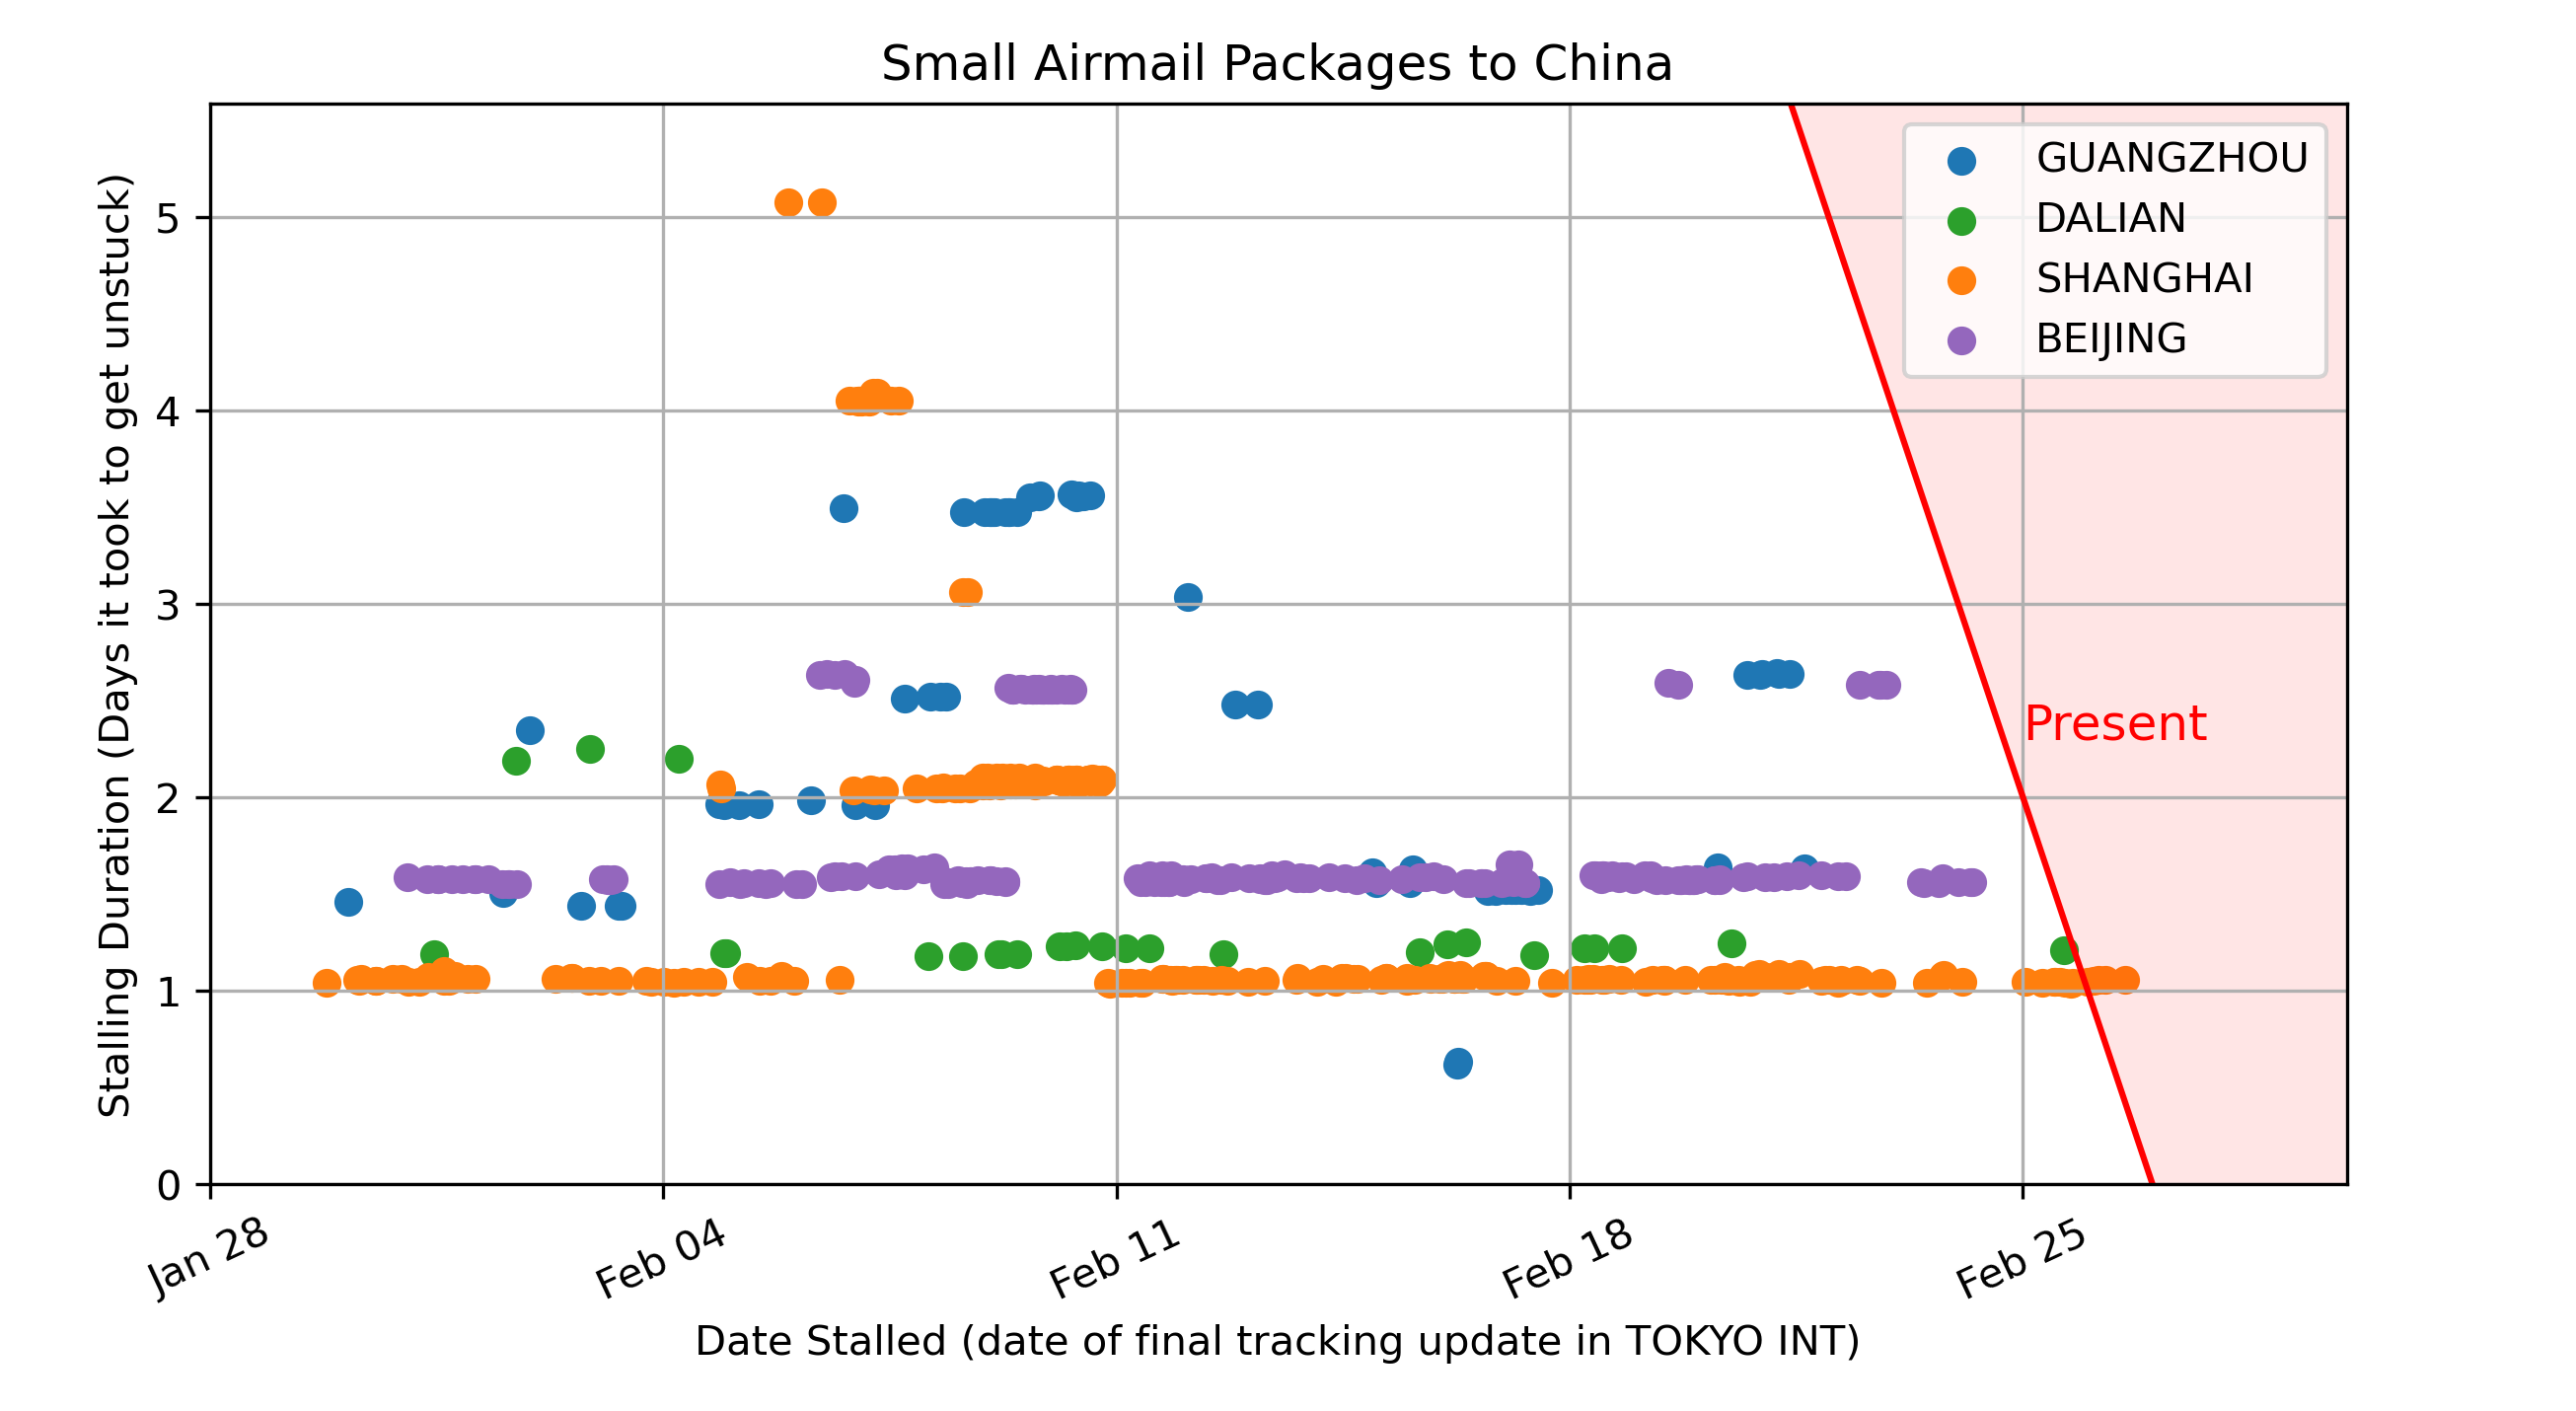 Small Airmail Packages to China
Stalling Duration (Days it took to get unstuck)
5
4
3
2
1
0
GUANGZHOU
DALIAN
SHANGHAI
BEIJING
Present
Jan 28
Feb 04
Feb 11
Feb 18
Feb 25
Date Stalled (date of final tracking update in TOKYO INT)